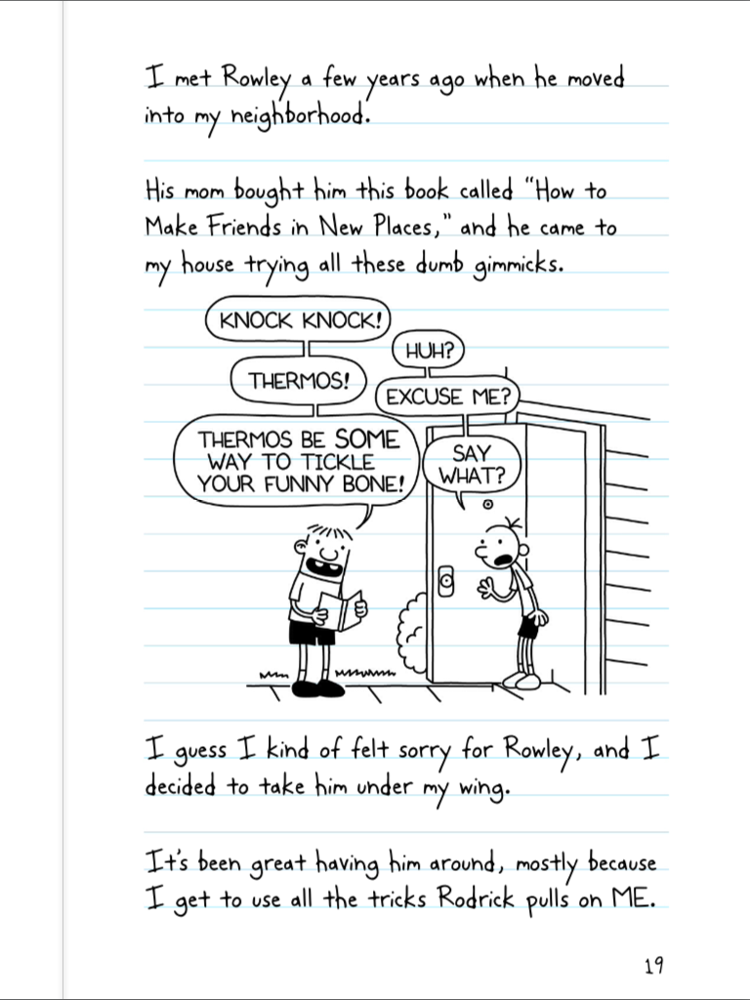 I met Rowley a few years ago when he moved
into my neighborhood.
His mom bought him this book called "How to
Make Friends in New Places," and he came to
my house trying all these dumb gimmicks.
KNOCK KNOCK!
HUH?
THERMOS!
EXCUSE ME?
THERMOS BE SOME
WAY TO TICKLE
YOUR FUNNY BONE!
SAY
WHAT?
I guess I kind of felt sorry for Rowley, and I
decided to take him under my wing.
It's been great having him around, mostly because
I get to use all the tricks Rodrick pulls on ME.
19